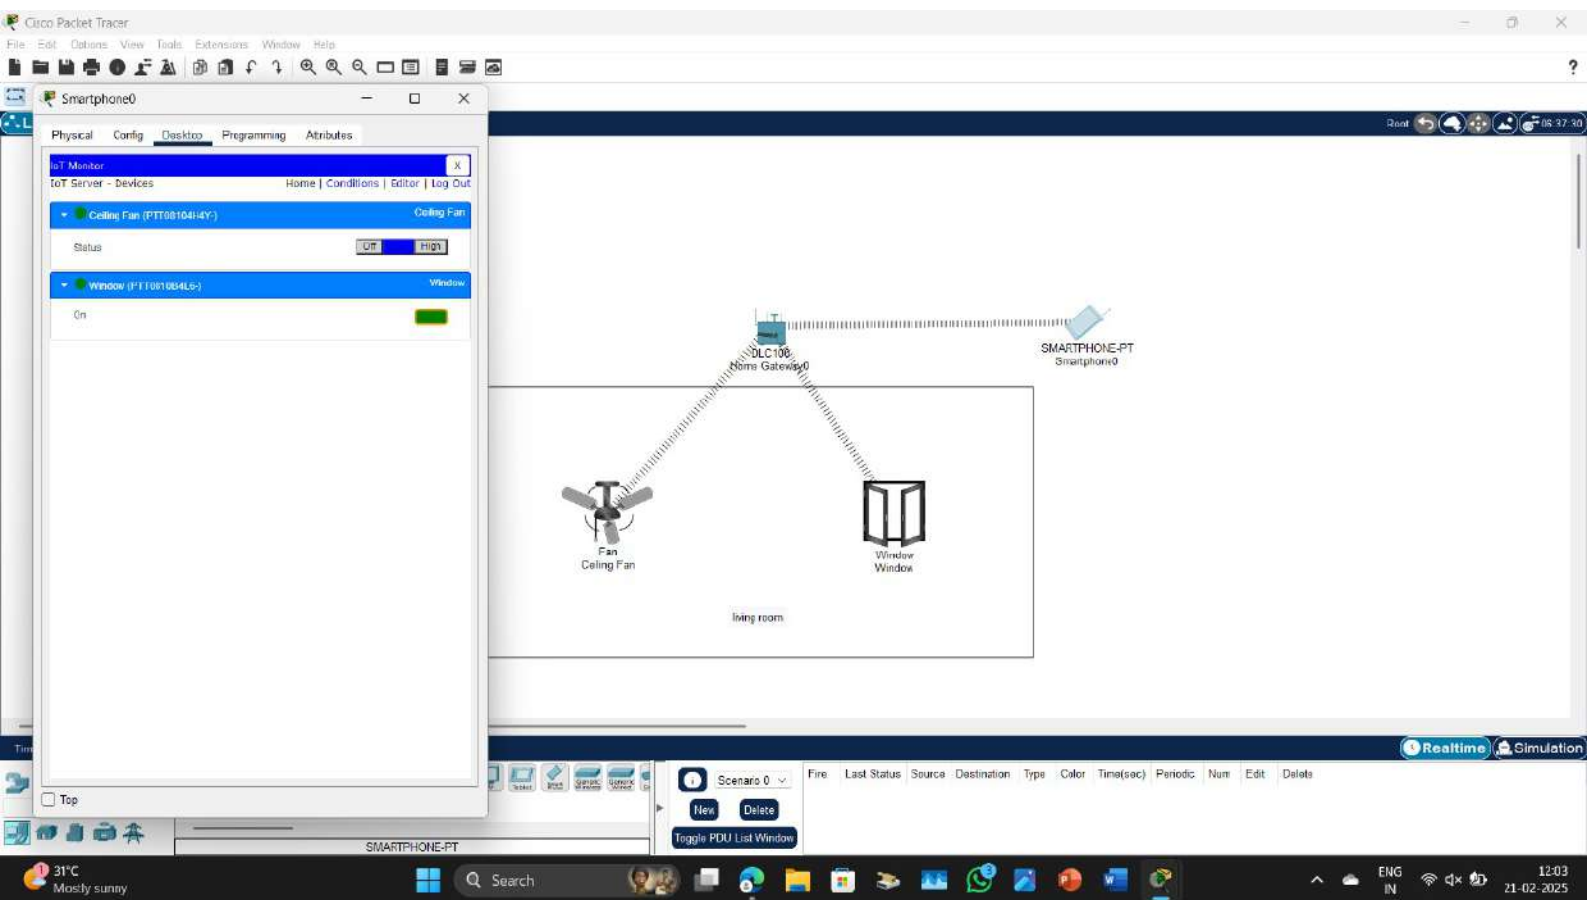 Cisco Packet Tracer
File Edit Options View Tools Extensions Window Help
?
Smartphone0
Physical Config Desktop Programming Attributes
IoT Monitor X
IoT Server - Devices Home | Conditions | Editor | Log Out
Ceiling Fan
Status Off High
Window
On
Root 06:37:30
DLC100
Home Gateway0
SMARTPHONE-PT
Smartphone0
Fan
Ceiling Fan
Window
Window
living room
Realtime Simulation
Top
Scenario 0
New Delete
Toggle PDU List Window
Fire Last Status Source Destination Type Color Time(sec) Periodic Num Edit Delete
SMARTPHONE-PT
31°C
Mostly sunny
Search
ENG
IN
12:03
21-02-2025